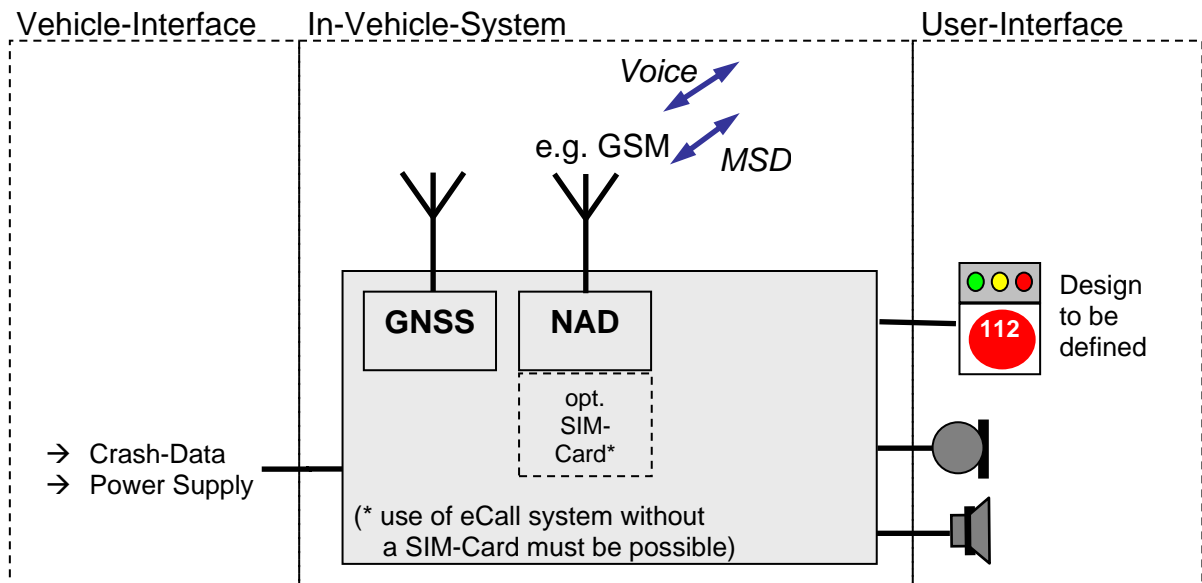 Vehicle-Interface
In-Vehicle-System
User-Interface
Voice
e.g. GSM
MSD
GNSS
NAD
opt.
SIM-
Card*
112
Design
to be
defined
→ Crash-Data
→ Power Supply
(* use of eCall system without
a SIM-Card must be possible)